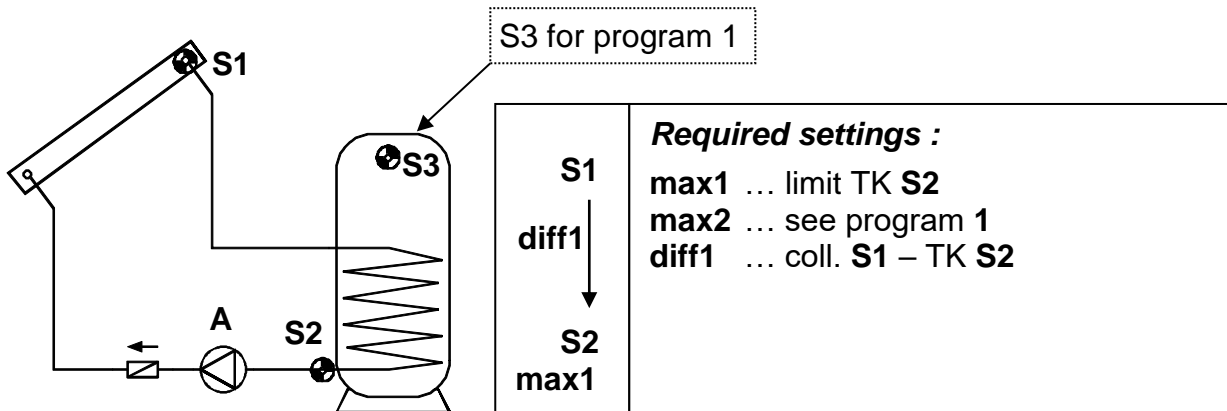 S3 for program 1
S1
S3
A
S2
S1
diff1
S2
max1
Required settings :
max1 … limit TK S2
max2 … see program 1
diff1 … coll. S1 – TK S2